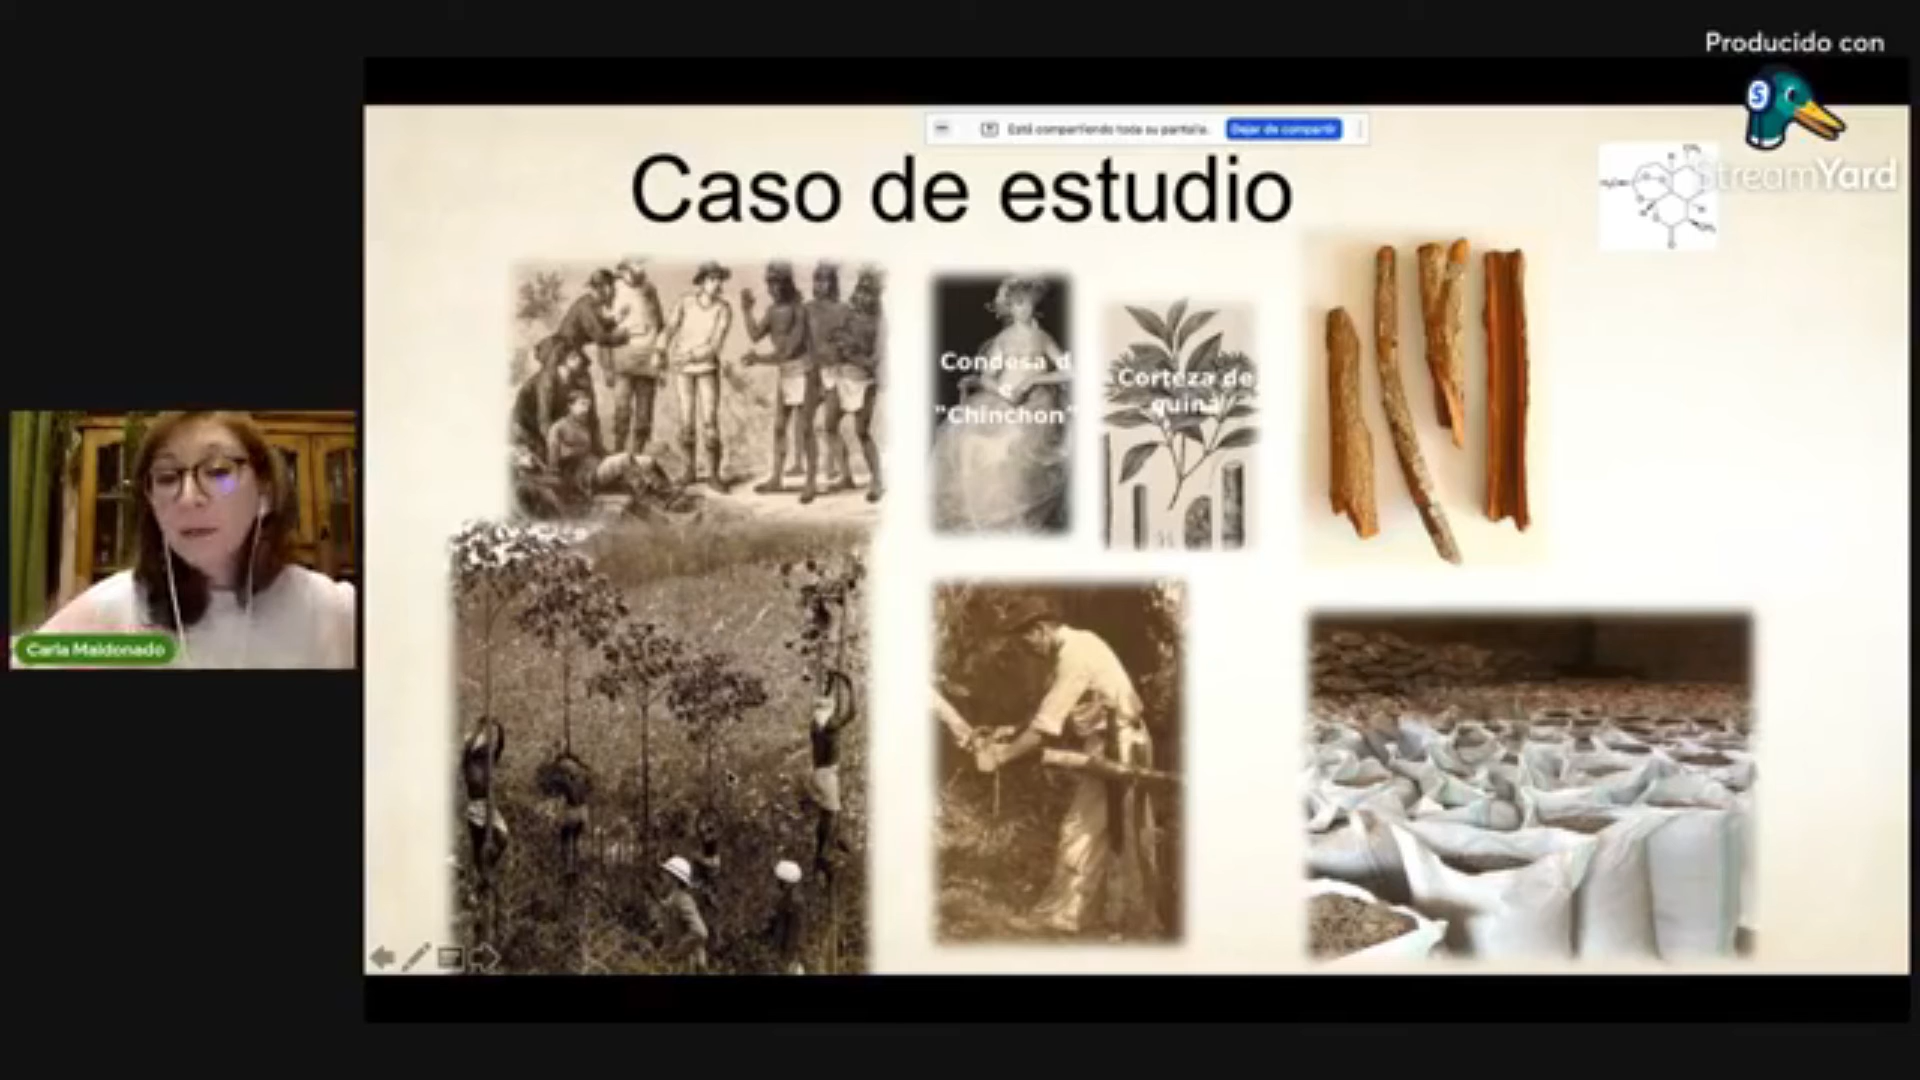 Producido con
StreamYard
Está compartiendo toda su pantalla.
Dejar de compartir
Caso de estudio
Condesa d
e
"Chinchon"
Corteza de
quina
Carla Maldonado